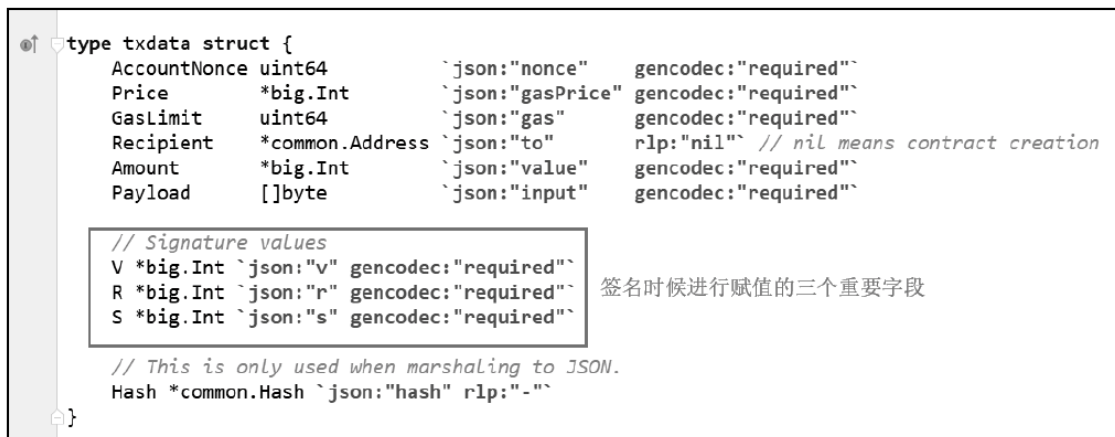 type txdata struct {
AccountNonce uint64 `json:"nonce" gencodec:"required"`
Price *big.Int `json:"gasPrice" gencodec:"required"`
GasLimit uint64 `json:"gas" gencodec:"required"`
Recipient *common.Address `json:"to" rlp:"nil"` // nil means contract creation
Amount *big.Int `json:"value" gencodec:"required"`
Payload []byte `json:"input" gencodec:"required"`
// Signature values
V *big.Int `json:"v" gencodec:"required"`
R *big.Int `json:"r" gencodec:"required"` 签名时候进行赋值的三个重要字段
S *big.Int `json:"s" gencodec:"required"`
// This is only used when marshaling to JSON.
Hash *common.Hash `json:"hash" rlp:"-"`
}